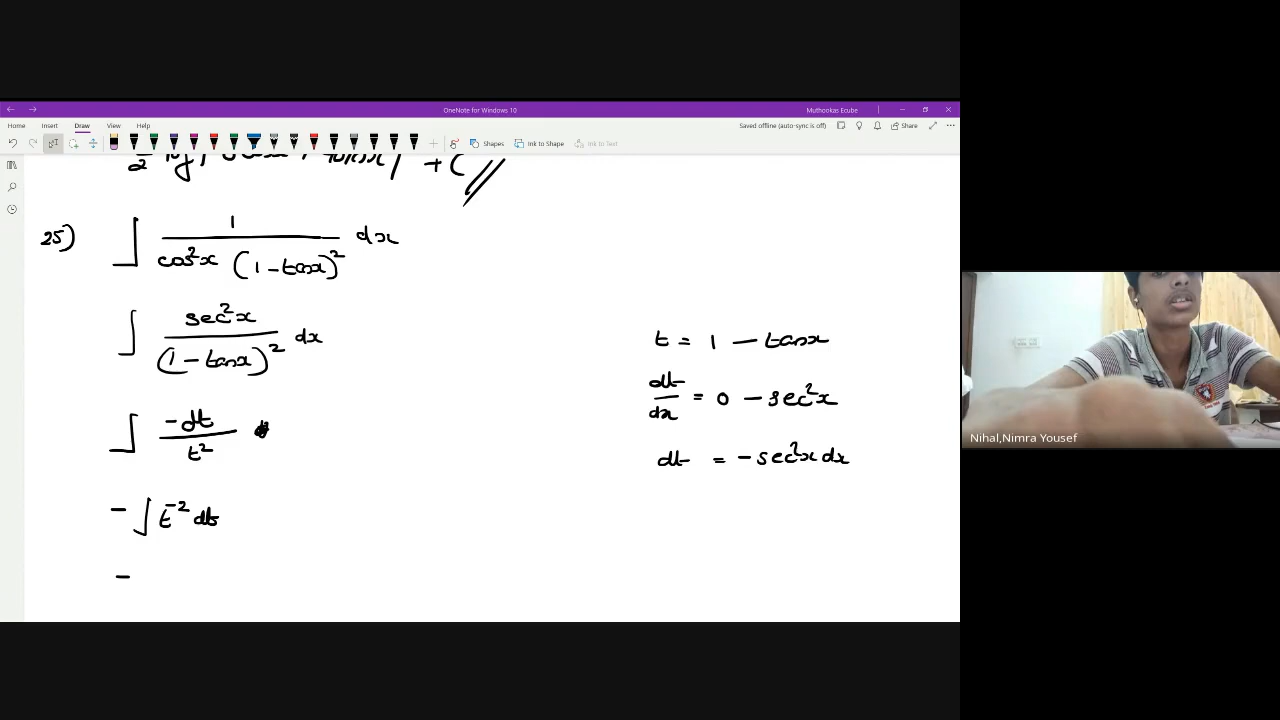 OneNote for Windows 10
Muthookas Ecube
Home Insert Draw View Help
Saved offline (auto-sync is off) Share
Shapes Ink to Shape Ink to Text
+ C
25) ∫ 1 / cos²x (1 - tanx)² dx
∫ sec²x / (1 - tanx)² dx
t = 1 - tanx
dt/dx = 0 - sec²x
∫ -dt / t²
dt = -sec²x dx
- ∫ t⁻² dt
-
Nihal,Nimra Yousef